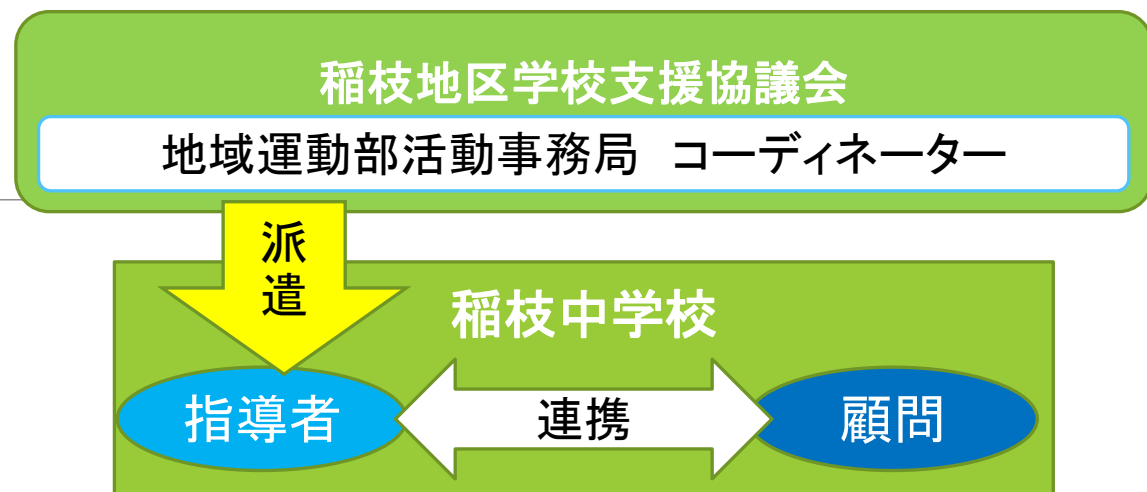 稲枝地区学校支援協議会
地域運動部活動事務局　コーディネーター
派遣
稲枝中学校
指導者
連携
顧問